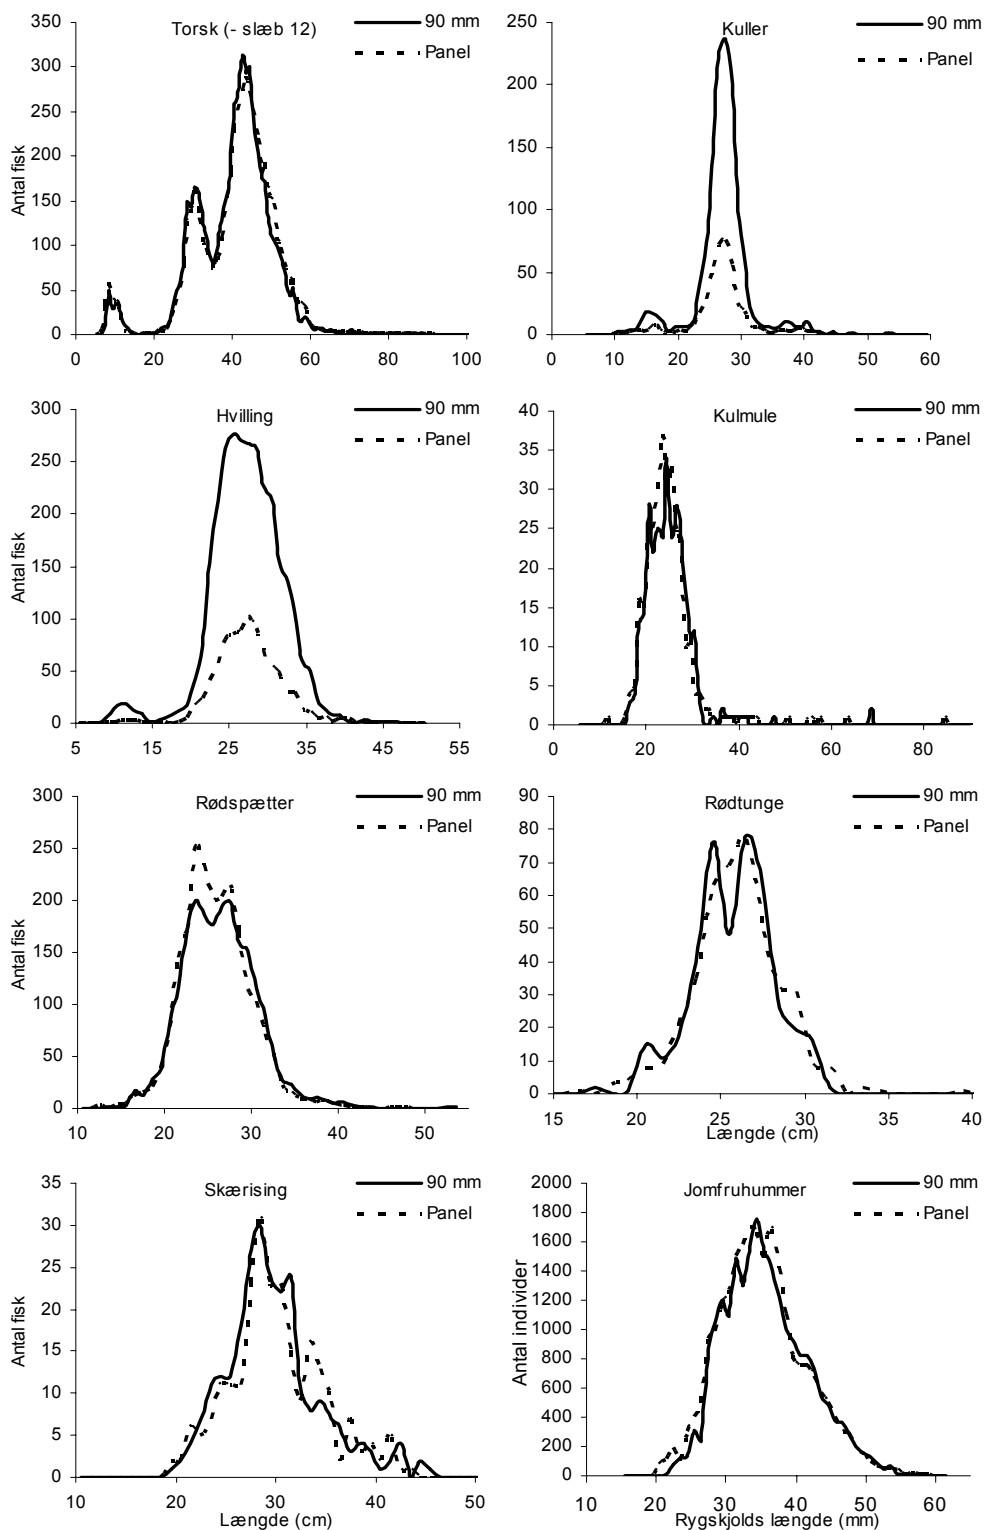 Torsk (- slæb 12)
90 mm
Panel
Antal fisk
350
300
250
200
150
100
50
0
0 20 40 60 80 100
Kuller
90 mm
Panel
250
200
150
100
50
0
0 10 20 30 40 50 60
Hvilling
90 mm
Panel
Antal fisk
300
250
200
150
100
50
0
5 15 25 35 45 55
Kulmule
90 mm
Panel
40
35
30
25
20
15
10
5
0
0 20 40 60 80
Rødspætter
90 mm
Panel
Antal fisk
300
250
200
150
100
50
0
10 20 30 40 50
Rødtunge
90 mm
Panel
90
80
70
60
50
40
30
20
10
0
15 20 25 30 35 40
Længde (cm)
Skærising
90 mm
Panel
Antal fisk
35
30
25
20
15
10
5
0
10 20 30 40 50
Længde (cm)
Jomfruhummer
90 mm
Panel
Antal individer
2000
1800
1600
1400
1200
1000
800
600
400
200
0
10 20 30 40 50 60
Rygskjolds længde (mm)